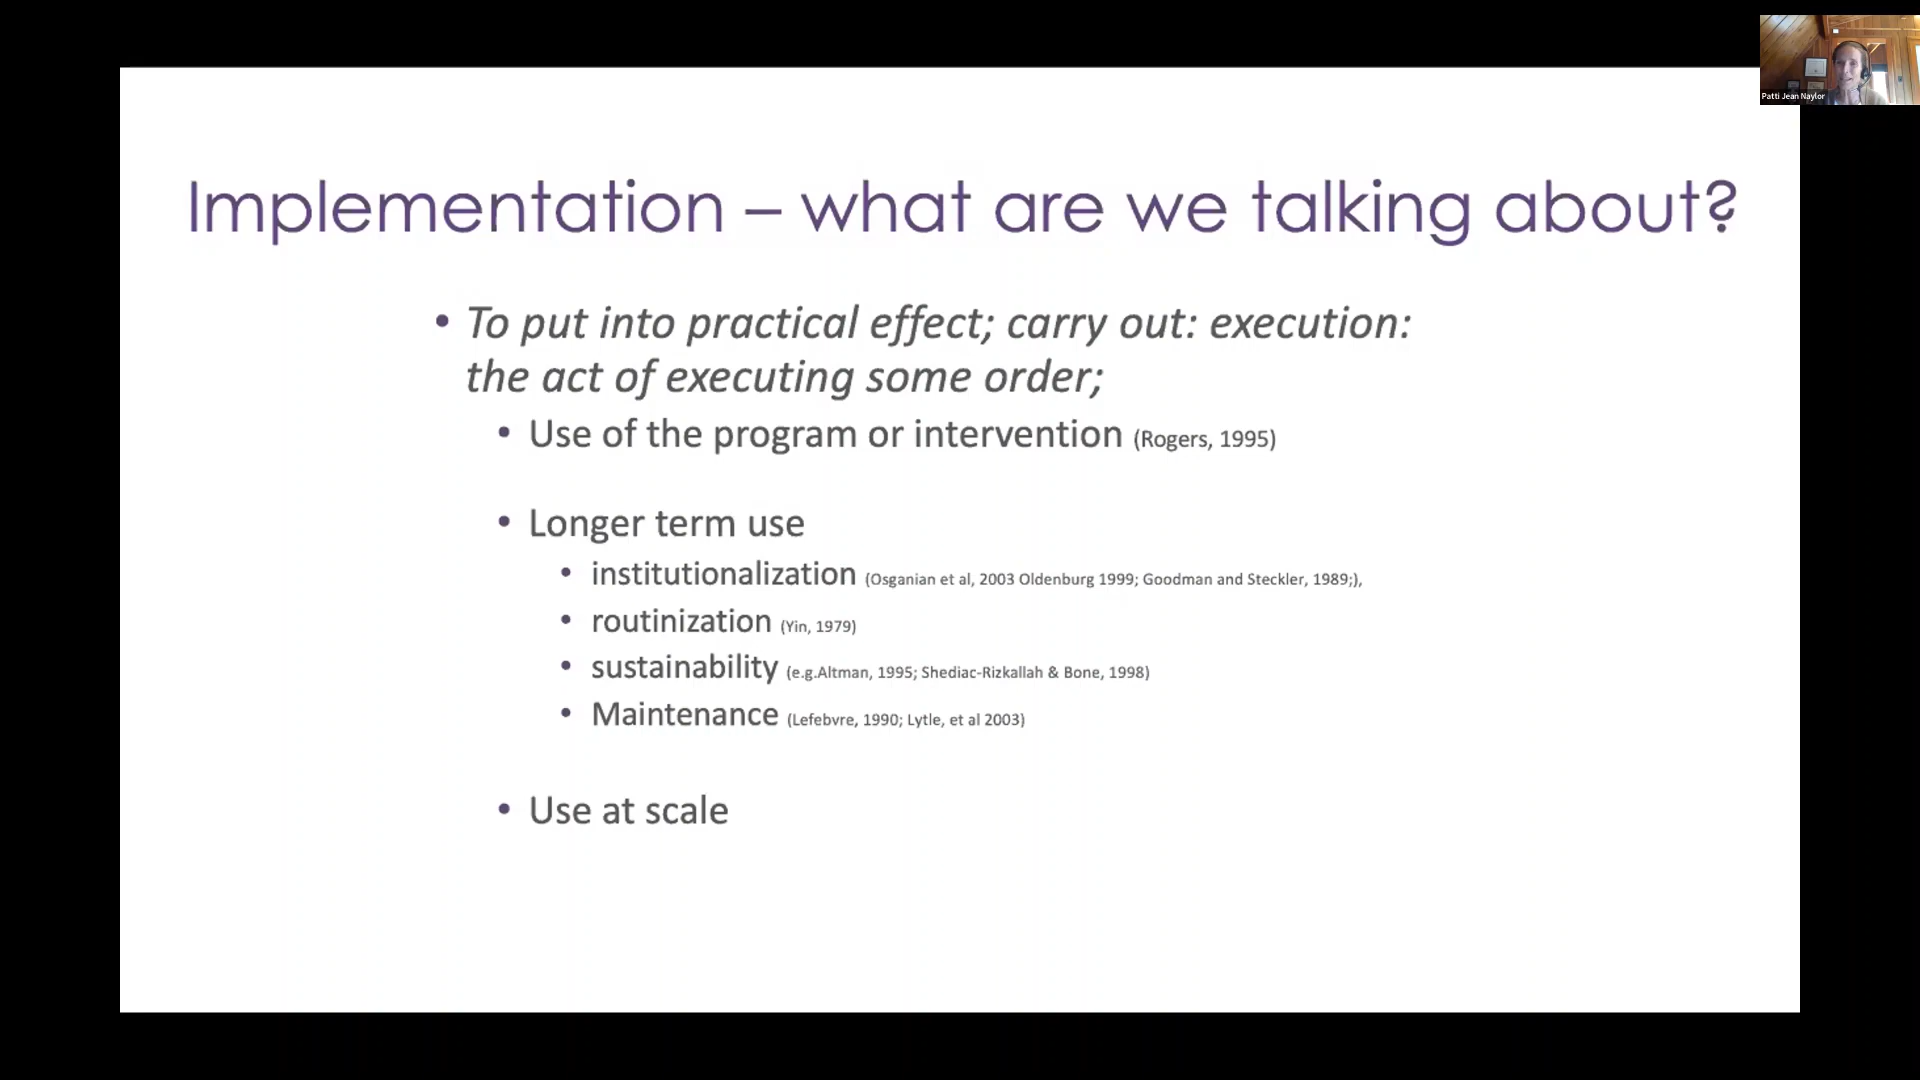 Patti Jean Naylor
Implementation – what are we talking about?
• To put into practical effect; carry out: execution:
the act of executing some order;
• Use of the program or intervention (Rogers, 1995)
• Longer term use
• institutionalization (Osganian et al, 2003 Oldenburg 1999; Goodman and Steckler, 1989;),
• routinization (Yin, 1979)
• sustainability (e.g.Altman, 1995; Shediac-Rizkallah & Bone, 1998)
• Maintenance (Lefebvre, 1990; Lytle, et al 2003)
• Use at scale